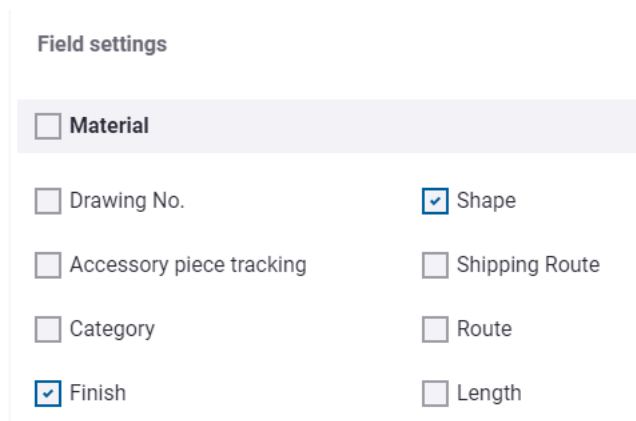 Field settings
Material
Drawing No.
Shape
Accessory piece tracking
Shipping Route
Category
Route
Finish
Length